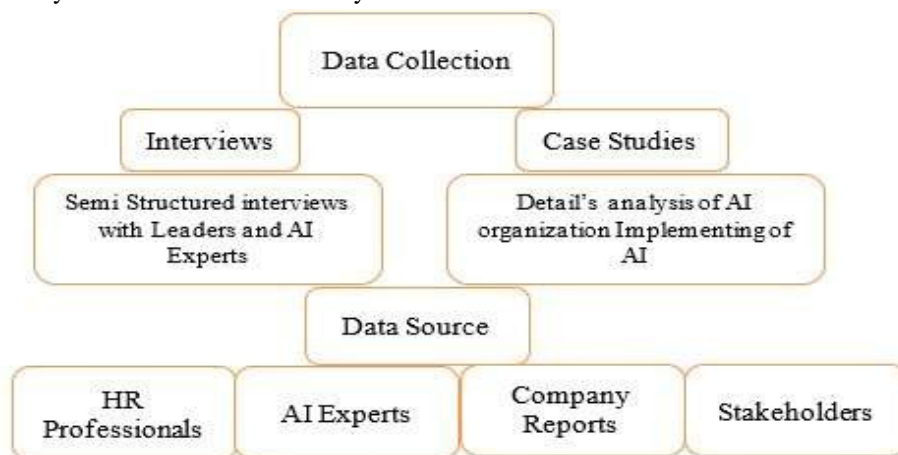 Data Collection
Interviews
Case Studies
Semi Structured interviews
with Leaders and AI
Experts
Detail's analysis of AI
organization Implementing of
AI
Data Source
HR
Professionals
AI Experts
Company
Reports
Stakeholders